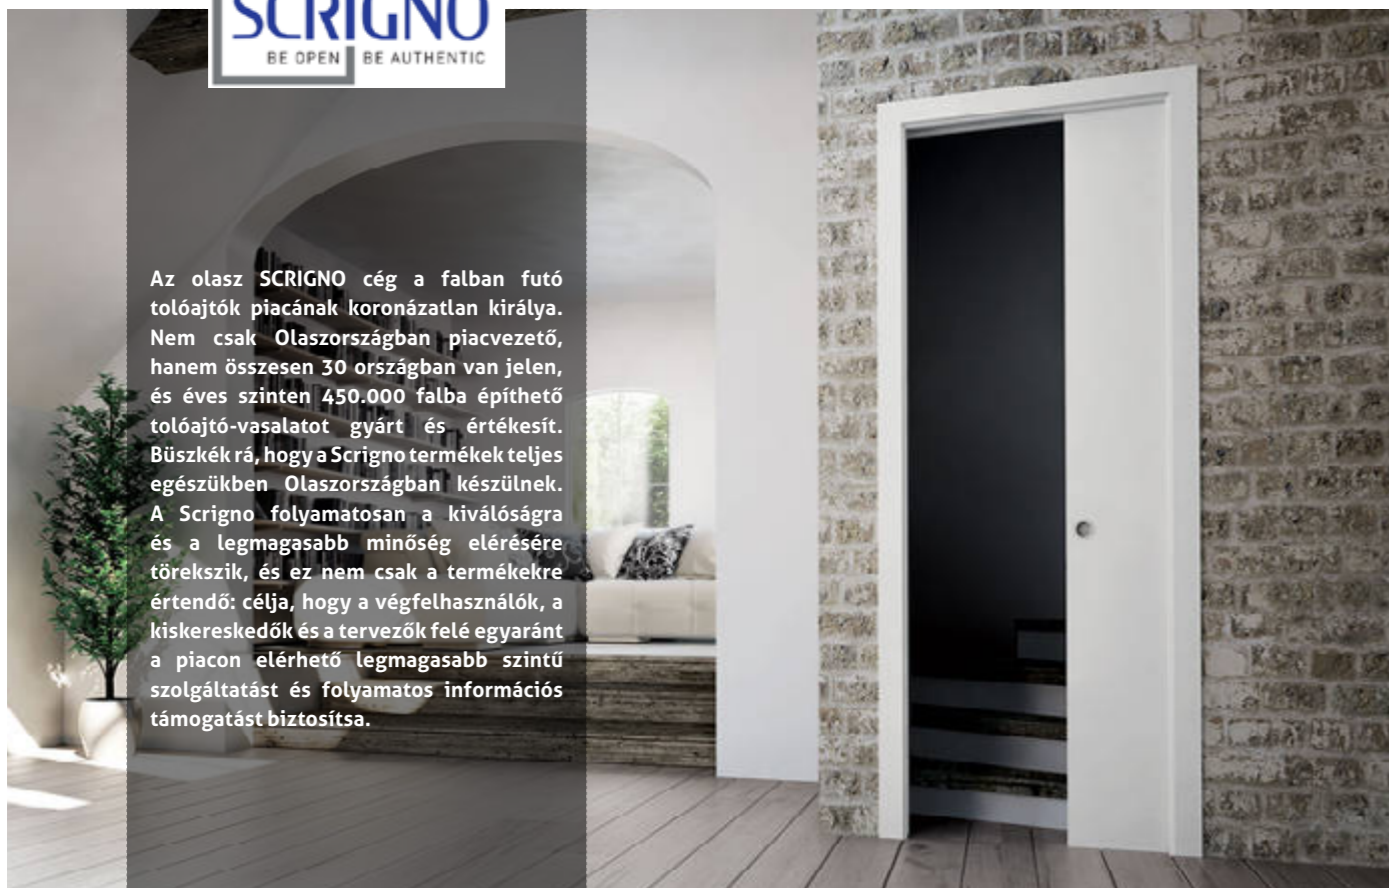 SCRIGNO
BE OPEN BE AUTHENTIC
Az olasz SCRIGNO cég a falban futó
tolóajtók piacának koronázatlan királya.
Nem csak Olaszországban piacvezető,
hanem összesen 30 országban van jelen,
és éves szinten 450.000 falba építhető
tolóajtó-vasalatot gyárt és értékesít.
Büszkék rá, hogy a Scrigno termékek teljes
egészükben Olaszországban készülnek.
A Scrigno folyamatosan a kiválóságra
és a legmagasabb minőség elérésére
törekszik, és ez nem csak a termékekre
értendő: célja, hogy a végfelhasználók, a
kiskereskedők és a tervezők felé egyaránt
a piacon elérhető legmagasabb szintű
szolgáltatást és folyamatos információs
támogatást biztosítsa.